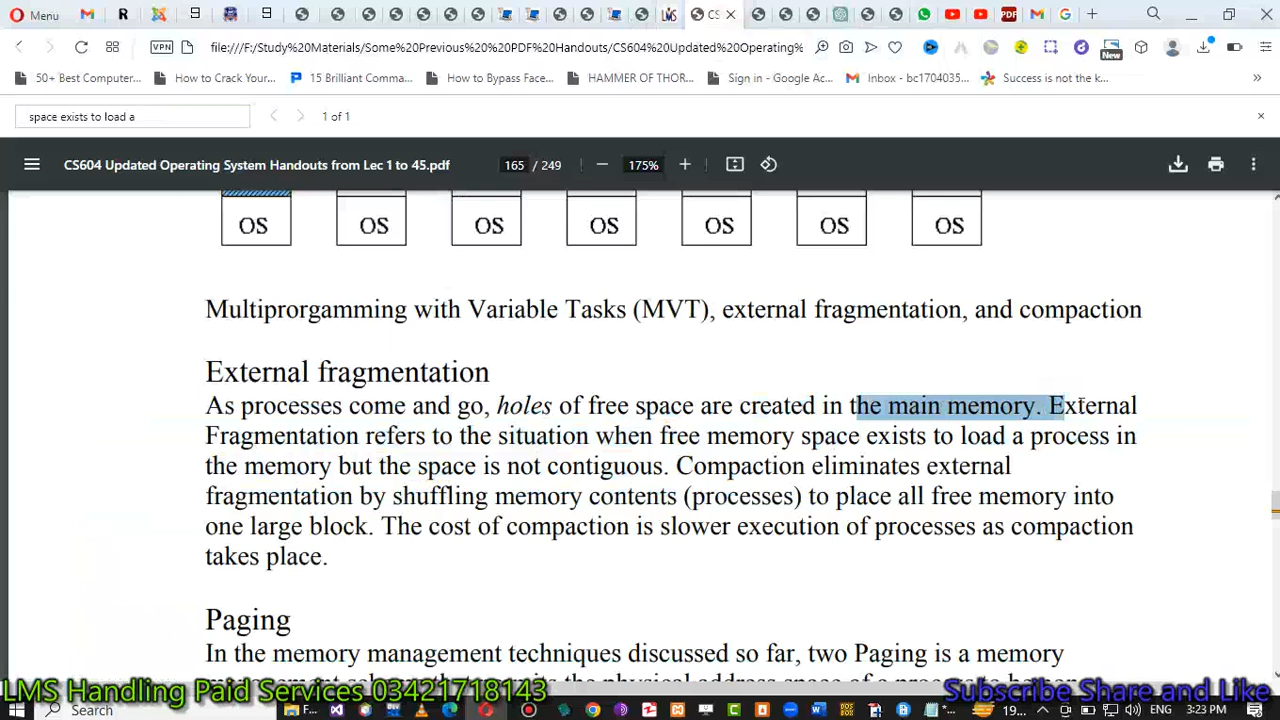 Menu
LMS
CS
PDF
VPN
file:///F:/Study%20Materials/Some%20Previous%20%20PDF%20Handouts/CS604%20Updated%20Operating%
New
50+ Best Computer...
How to Crack Your...
15 Brilliant Comma...
How to Bypass Face...
HAMMER OF THOR...
Sign in - Google Ac...
Inbox - bc1704035...
Success is not the k...
space exists to load a
1 of 1
CS604 Updated Operating System Handouts from Lec 1 to 45.pdf
165 / 249
175%
OS OS OS OS OS OS OS
Multiprorgamming with Variable Tasks (MVT), external fragmentation, and compaction
External fragmentation
As processes come and go, holes of free space are created in the main memory. External
Fragmentation refers to the situation when free memory space exists to load a process in
the memory but the space is not contiguous. Compaction eliminates external
fragmentation by shuffling memory contents (processes) to place all free memory into
one large block. The cost of compaction is slower execution of processes as compaction
takes place.
Paging
In the memory management techniques discussed so far, two Paging is a memory
LMS Handling Paid Services 03421718143
Subscribe Share and Like
Search
F...
19...
ENG
3:23 PM